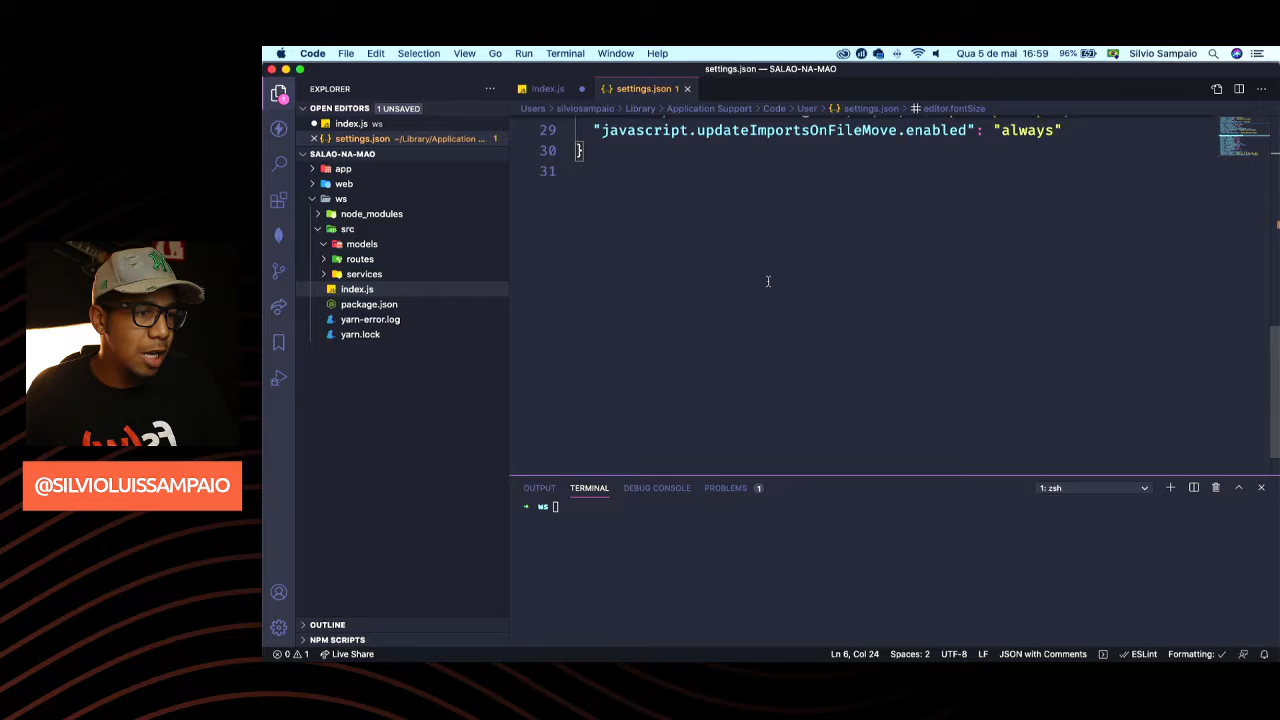 Code File Edit Selection View Go Run Terminal Window Help Qua 5 de mai 16:59 96% Silvio Sampaio
settings.json — SALAO-NA-MAO
EXPLORER
index.js
settings.json 1
OPEN EDITORS 1 UNSAVED
Users › silviosampaio › Library › Application Support › Code › User › settings.json › editor.fontSize
index.js ws
settings.json ~/Library/Application ... 1
SALAO-NA-MAO
app
web
ws
node_modules
src
models
routes
services
index.js
package.json
yarn-error.log
yarn.lock
29 "javascript.updateImportsOnFileMove.enabled": "always"
30 }
31
OUTPUT TERMINAL DEBUG CONSOLE PROBLEMS 1 1: zsh
→ ws
@SILVIOLUISSAMPAIO
OUTLINE
NPM SCRIPTS
0 1 Live Share Ln 6, Col 24 Spaces: 2 UTF-8 LF JSON with Comments ESLint Formatting: ✓